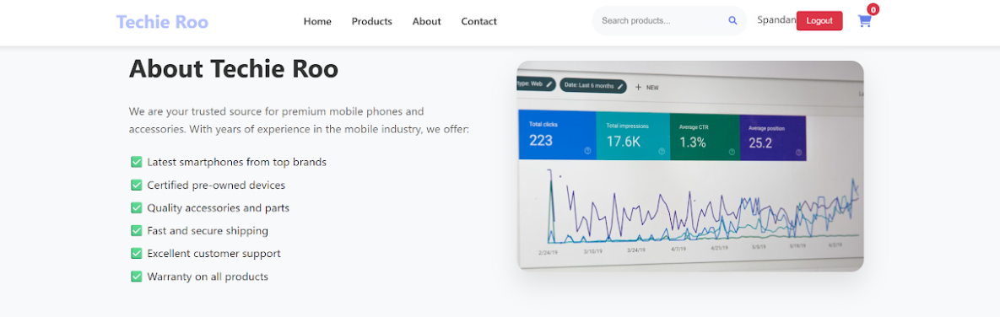 Techie Roo
Home Products About Contact
Search products...
Spandan
Logout
0
About Techie Roo
We are your trusted source for premium mobile phones and
accessories. With years of experience in the mobile industry, we offer:
Latest smartphones from top brands
Certified pre-owned devices
Quality accessories and parts
Fast and secure shipping
Excellent customer support
Warranty on all products
type: Web
Date: Last 6 months
+ NEW
Total clicks
223
Total impressions
17.6K
Average CTR
1.3%
Average position
25.2
2/24/19 3/10/19 3/24/19 4/7/19 4/21/19 5/5/19 5/19/19 6/2/19